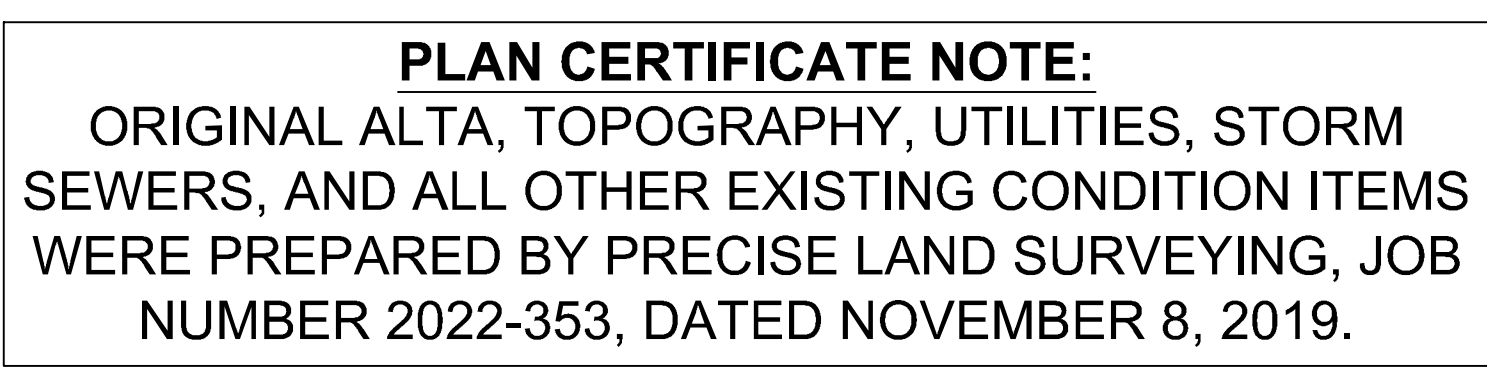 PLAN CERTIFICATE NOTE:
ORIGINAL ALTA, TOPOGRAPHY, UTILITIES, STORM
SEWERS, AND ALL OTHER EXISTING CONDITION ITEMS
WERE PREPARED BY PRECISE LAND SURVEYING, JOB
NUMBER 2022-353, DATED NOVEMBER 8, 2019.